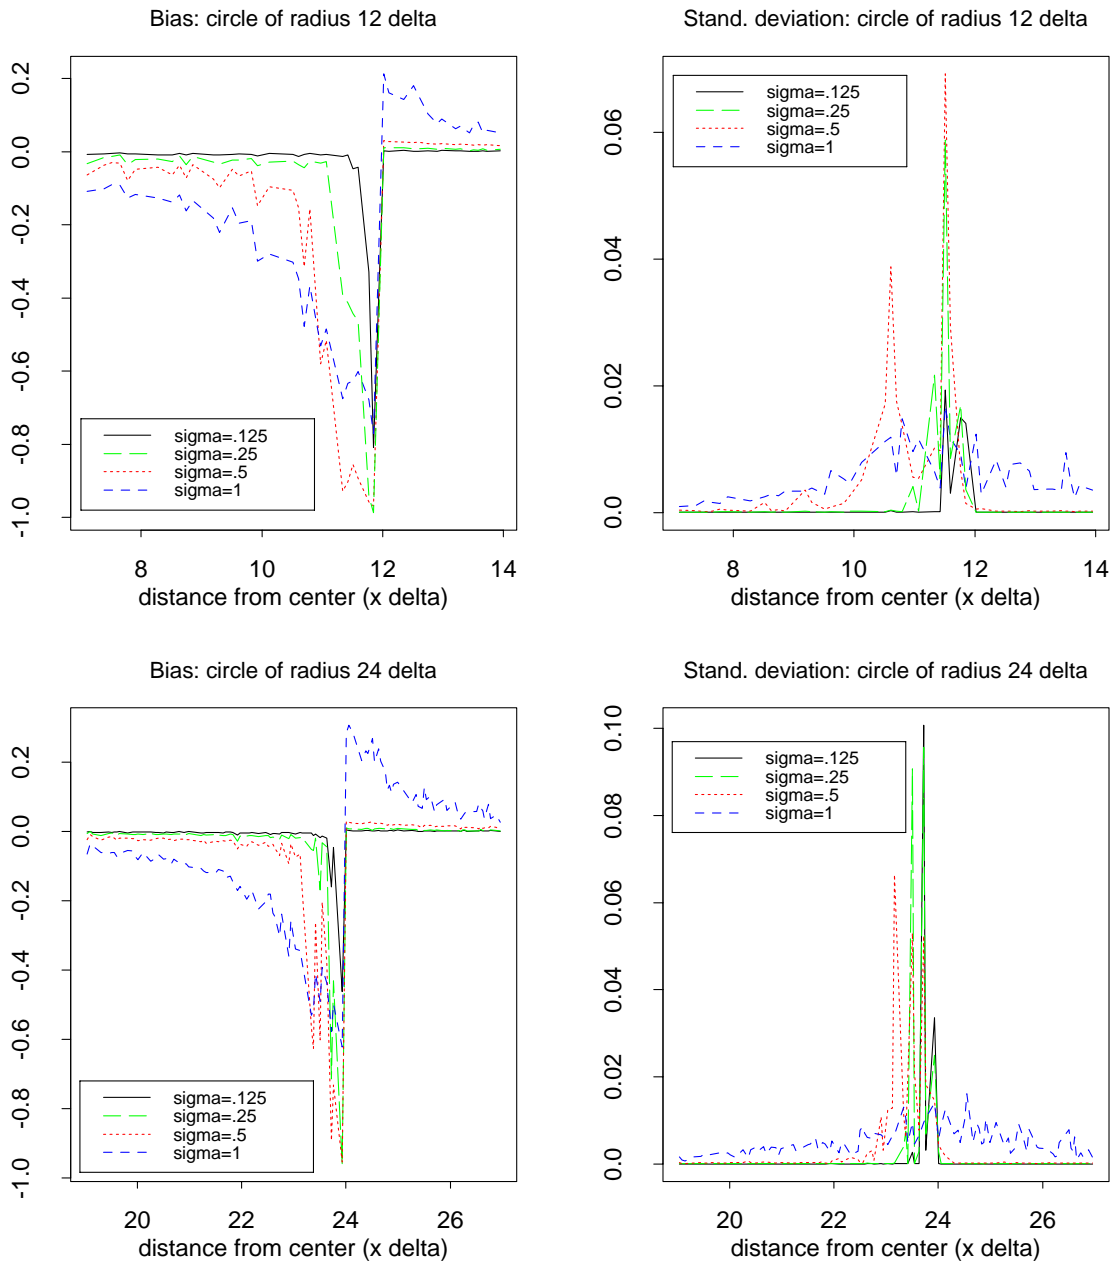 Bias: circle of radius 12 delta
0.2
0.0
-0.2
-0.4
-0.6
-0.8
-1.0
sigma=.125
sigma=.25
sigma=.5
sigma=1
8 10 12 14
distance from center (x delta)
Stand. deviation: circle of radius 12 delta
0.06
0.04
0.02
0.0
sigma=.125
sigma=.25
sigma=.5
sigma=1
8 10 12 14
distance from center (x delta)
Bias: circle of radius 24 delta
0.2
0.0
-0.2
-0.4
-0.6
-0.8
-1.0
sigma=.125
sigma=.25
sigma=.5
sigma=1
20 22 24 26
distance from center (x delta)
Stand. deviation: circle of radius 24 delta
0.10
0.08
0.06
0.04
0.02
0.0
sigma=.125
sigma=.25
sigma=.5
sigma=1
20 22 24 26
distance from center (x delta)